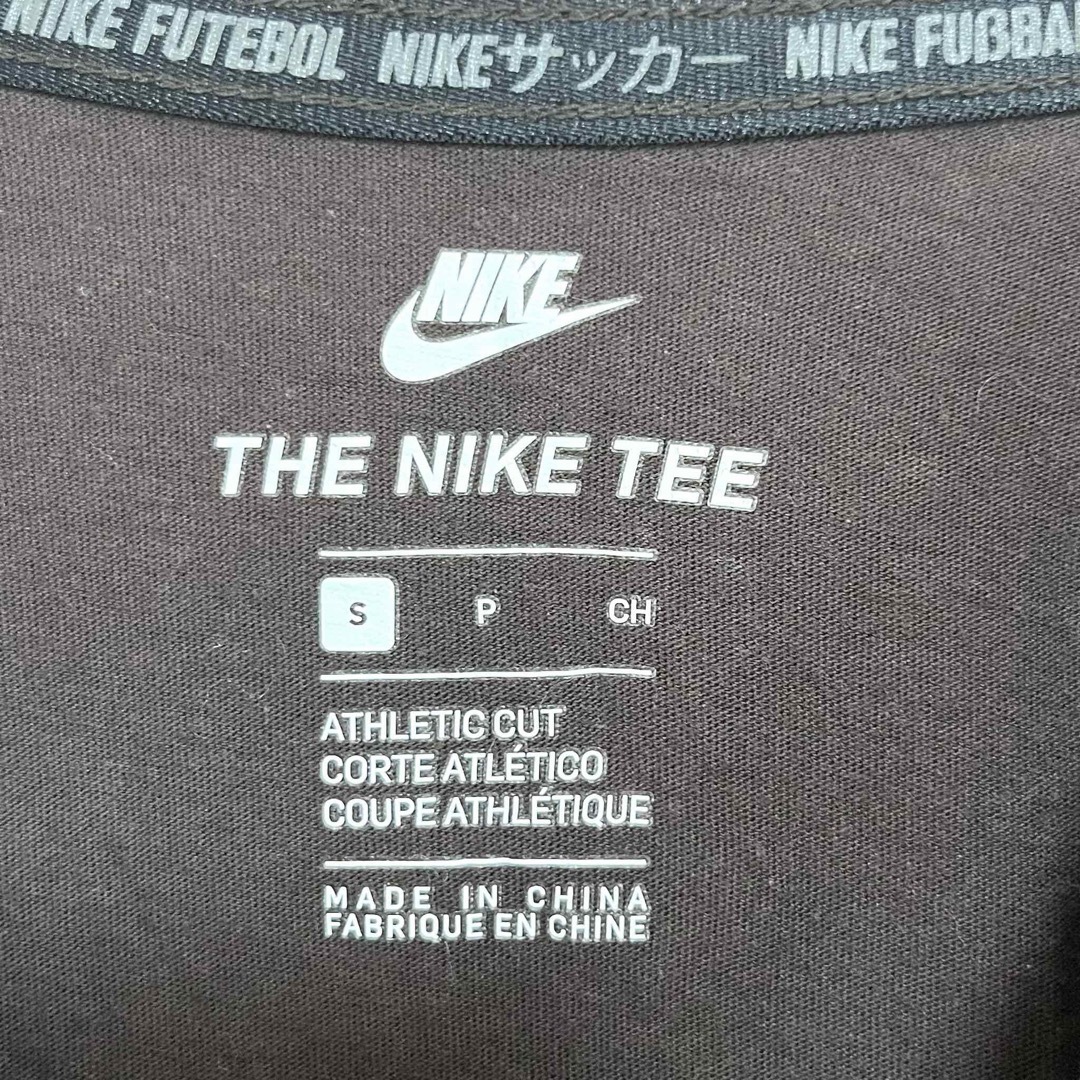 NIKE FUTEBOL NIKEサッカー NIKE FUßBA
NIKE
THE NIKE TEE
S P CH
ATHLETIC CUT
CORTE ATLÉTICO
COUPE ATHLÉTIQUE
MADE IN CHINA
FABRIQUE EN CHINE